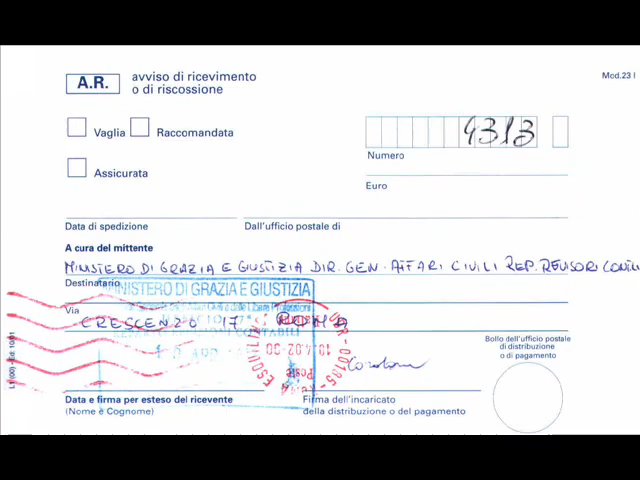 A.R.
avviso di ricevimento
o di riscossione
Mod.23 I
Vaglia
Raccomandata
4313
Numero
Assicurata
Euro
Data di spedizione
Dall'ufficio postale di
A cura del mittente
MINISTERO DI GRAZIA E GIUSTIZIA DIR. GEN. AFFARI CIVILI REP. REVISORI
Destinatario
MINISTERO DI GRAZIA E GIUSTIZIA
Via
CRESCENZIO 17 ROMA
Bollo dell'ufficio postale
di distribuzione
o di pagamento
Data e firma per esteso del ricevente
(Nome e Cognome)
Firma dell'incaricato
della distribuzione o del pagamento